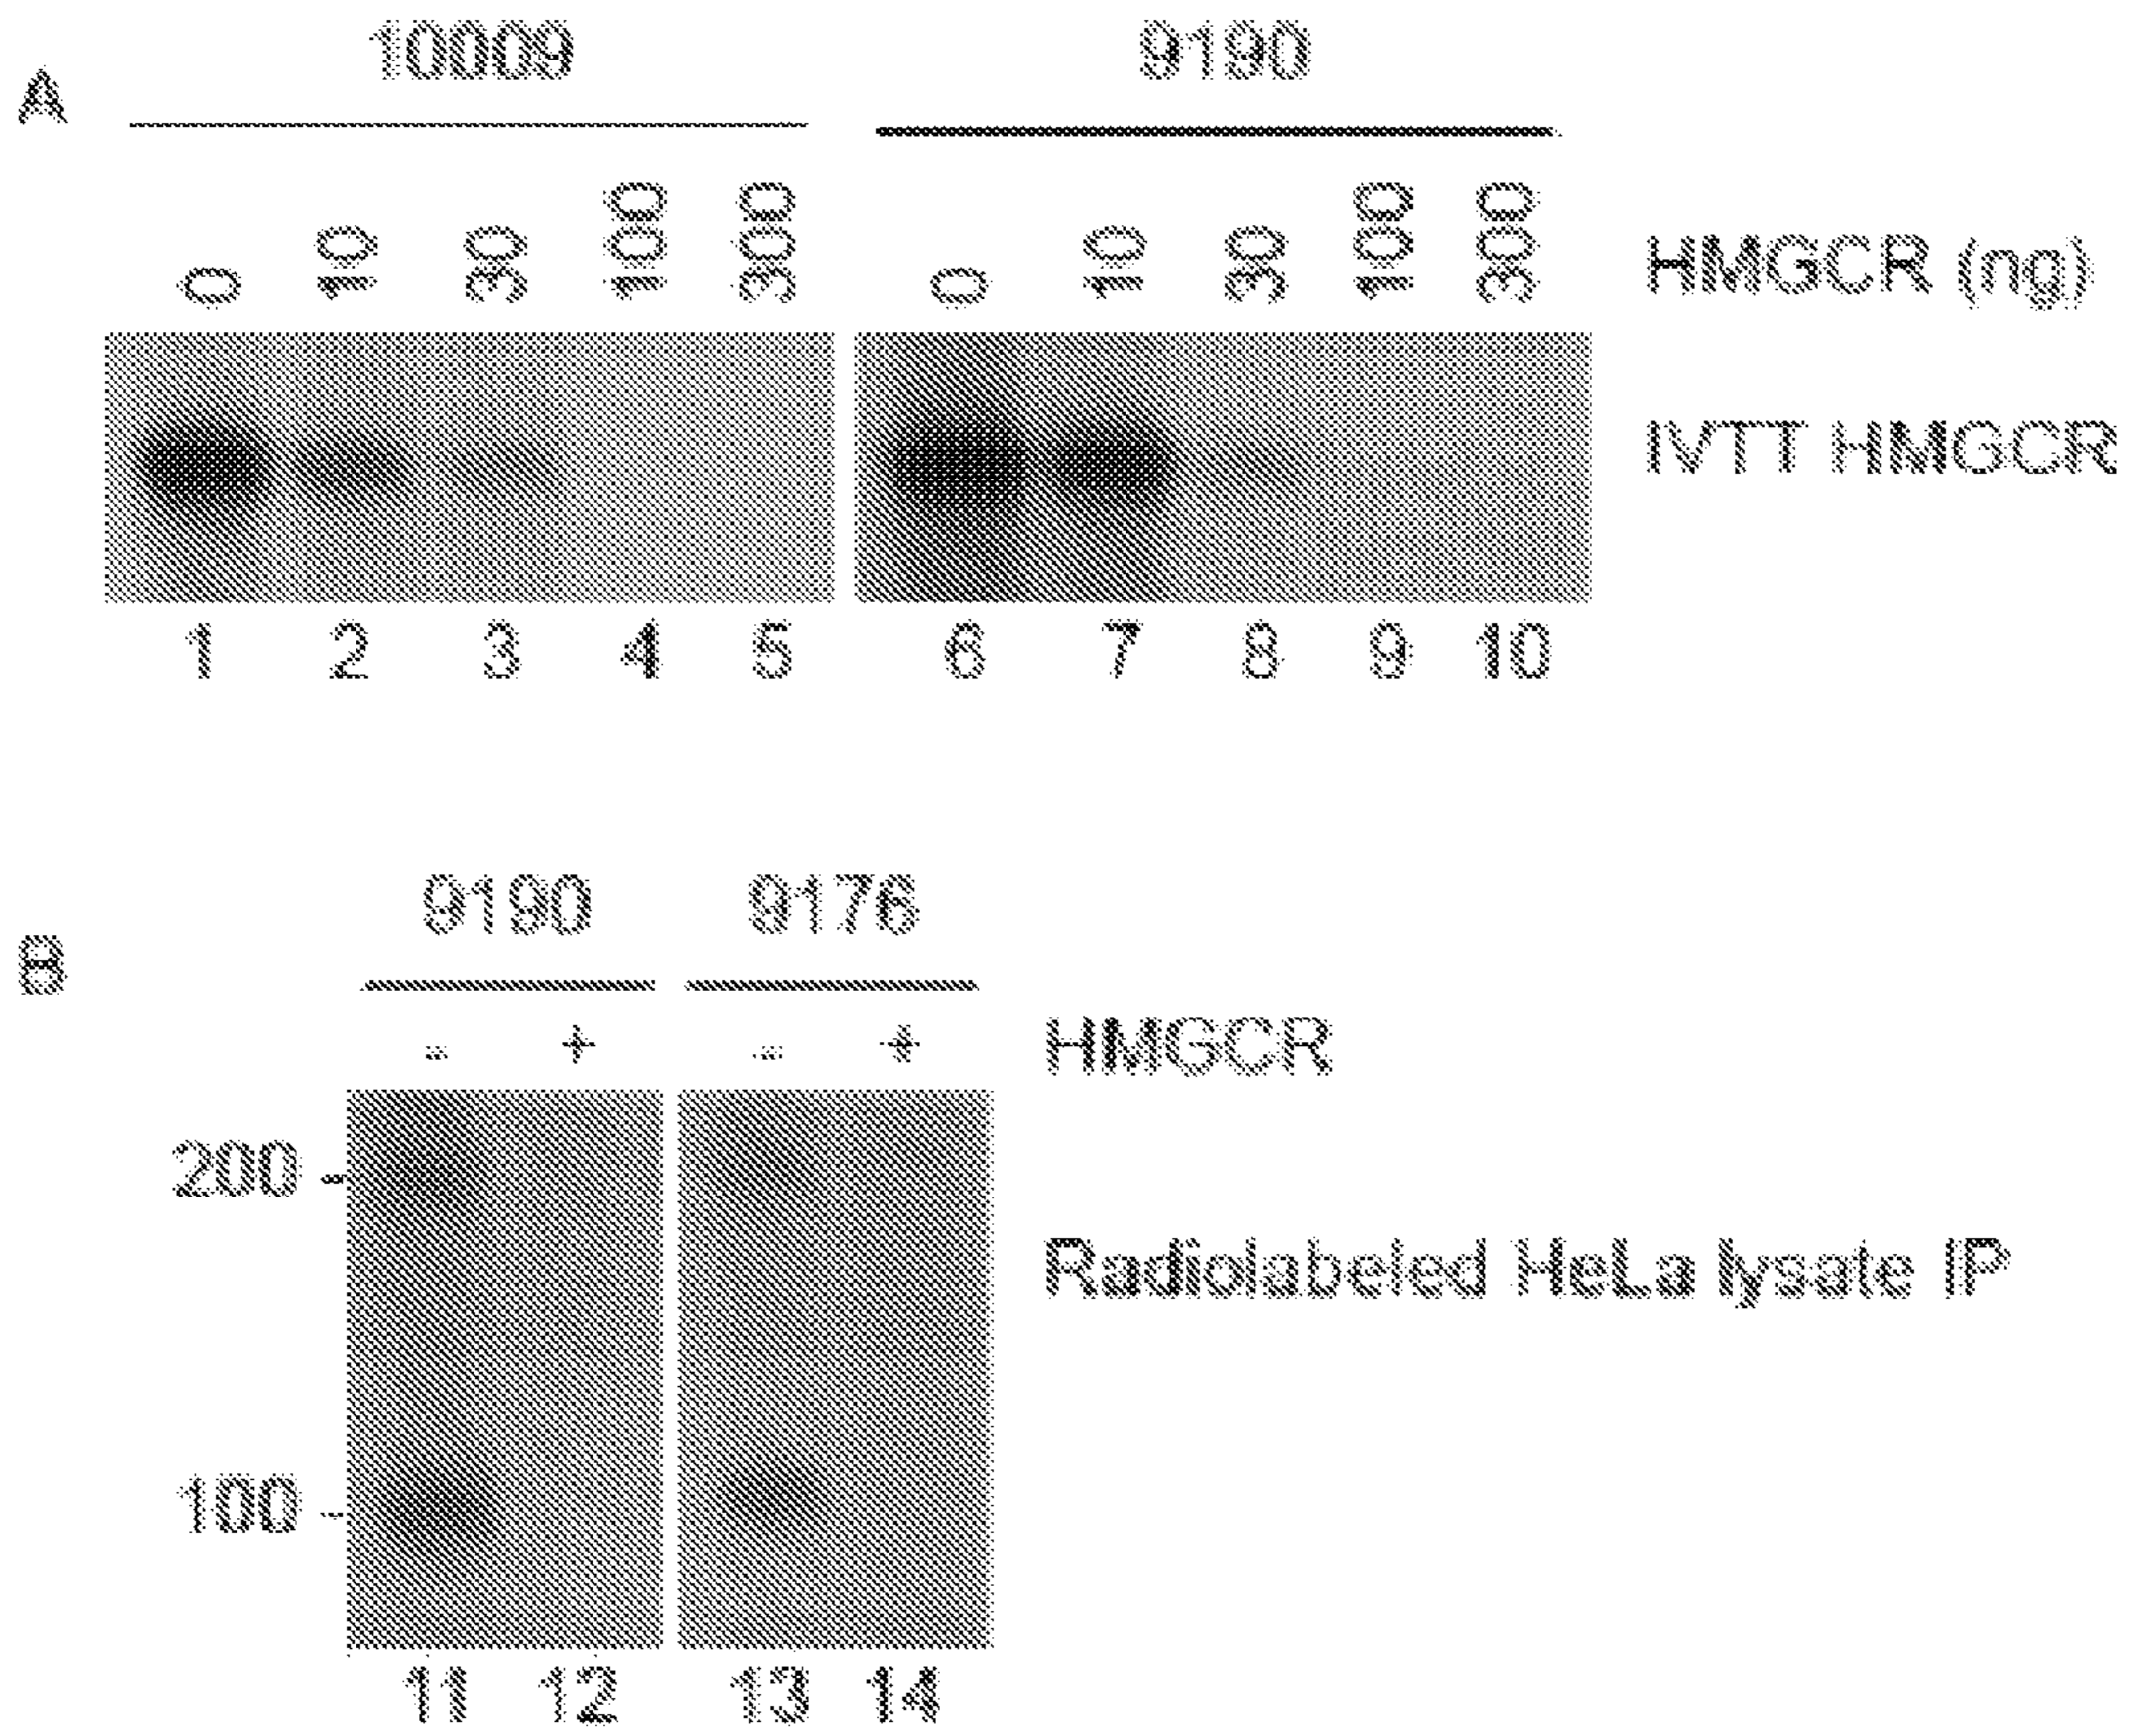 A
10009 9190
0 10 30 100 300 0 10 30 100 300 HMGCR (ng)
IVTT HMGCR
1 2 3 4 5 6 7 8 9 10
B
9190 9176
- + - + HMGCR
200 -
Radiolabeled HeLa lysate IP
100 -
11 12 13 14